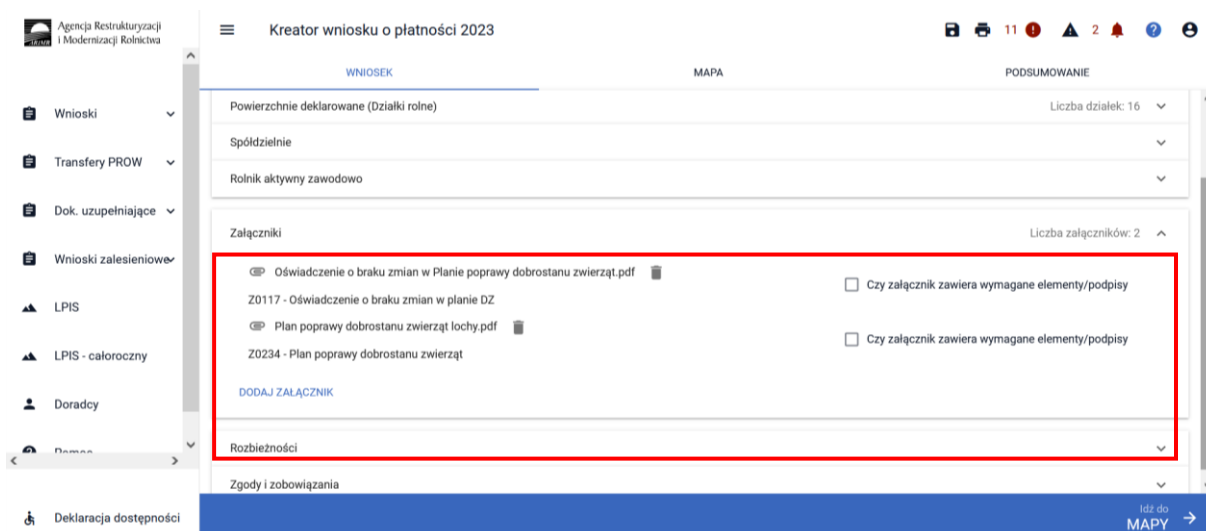 Agencja Restrukturyzacji
i Modernizacji Rolnictwa
Kreator wniosku o płatności 2023
11
2
WNIOSEK
MAPA
PODSUMOWANIE
Wnioski
Transfery PROW
Dok. uzupełniające
Wnioski zalesieniowe
LPIS
LPIS - całoroczny
Doradcy
Pomoc
Deklaracja dostępności
Powierzchnie deklarowane (Działki rolne)
Liczba działek: 16
Spółdzielnie
Rolnik aktywny zawodowo
Załączniki
Liczba załączników: 2
Oświadczenie o braku zmian w Planie poprawy dobrostanu zwierząt.pdf
Z0117 - Oświadczenie o braku zmian w planie DZ
Czy załącznik zawiera wymagane elementy/podpisy
Plan poprawy dobrostanu zwierząt lochy.pdf
Z0234 - Plan poprawy dobrostanu zwierząt
Czy załącznik zawiera wymagane elementy/podpisy
DODAJ ZAŁĄCZNIK
Rozbieżności
Zgody i zobowiązania
Idź do
MAPY